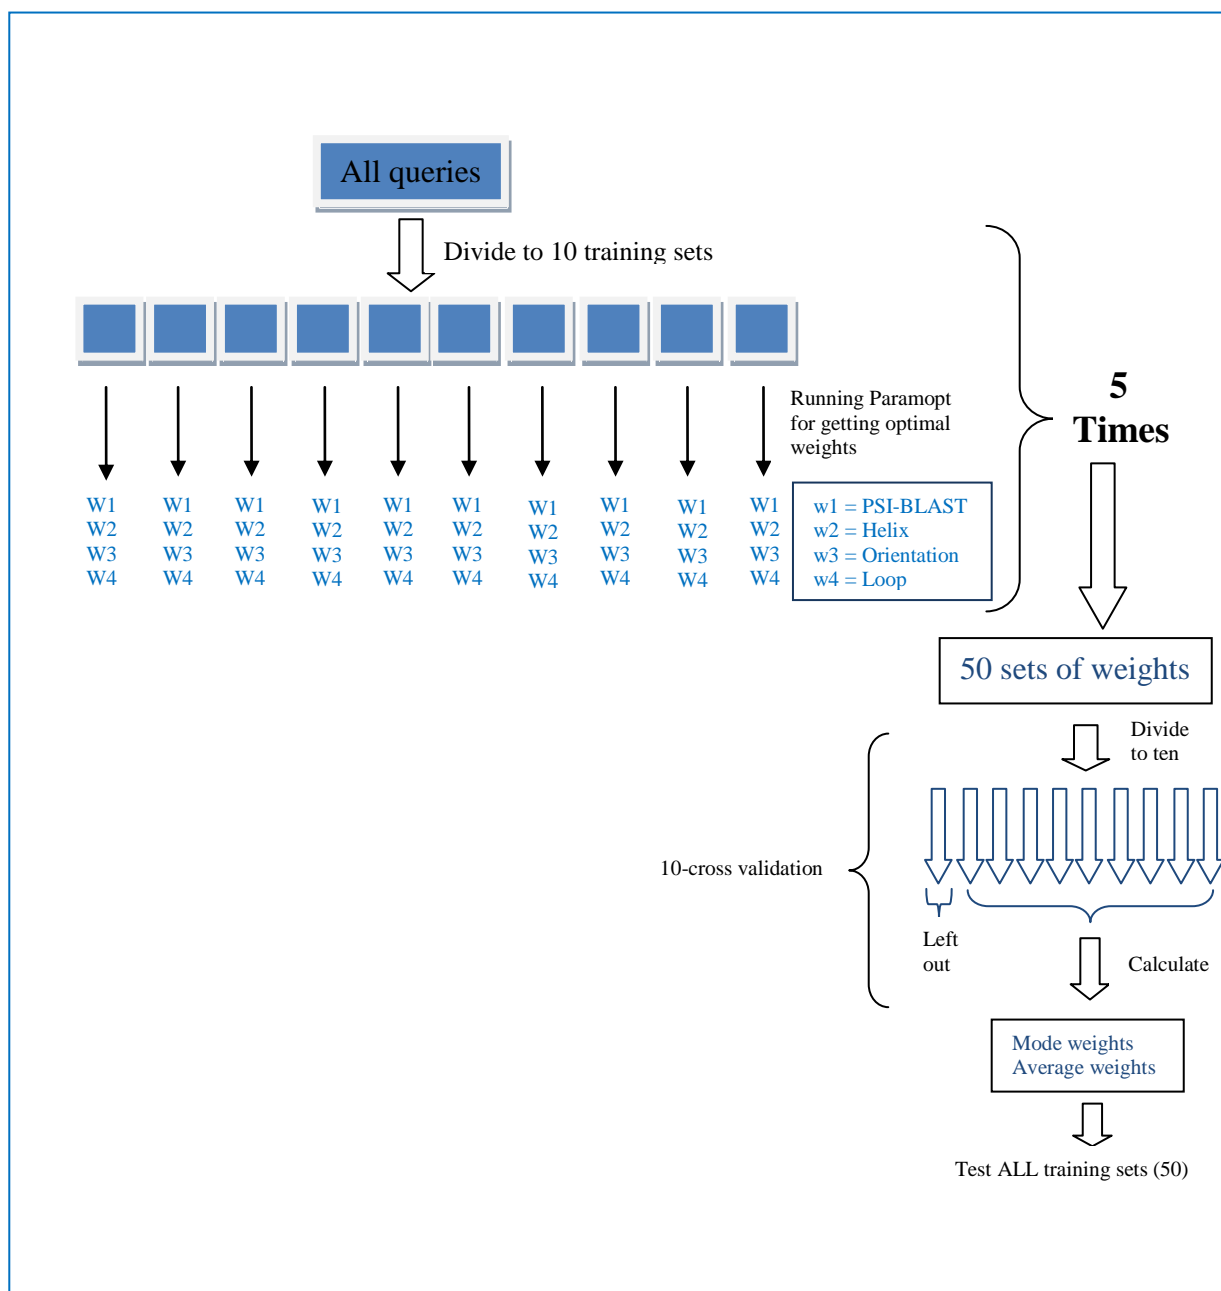 All queries
Divide to 10 training sets
Running Paramopt
for getting optimal
weights
5
Times
W1 W1 W1 W1 W1 W1 W1 W1 W1 W1
W2 W2 W2 W2 W2 W2 W2 W2 W2 W2
W3 W3 W3 W3 W3 W3 W3 W3 W3 W3
W4 W4 W4 W4 W4 W4 W4 W4 W4 W4
w1 = PSI-BLAST
w2 = Helix
w3 = Orientation
w4 = Loop
50 sets of weights
Divide
to ten
10-cross validation
Left
out
Calculate
Mode weights
Average weights
Test ALL training sets (50)